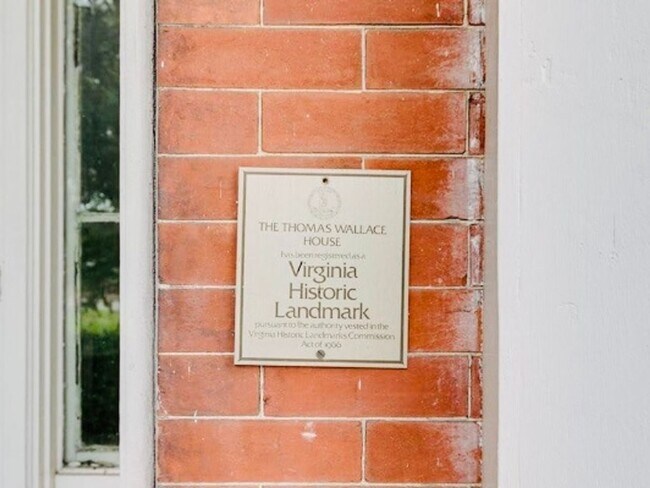 THE THOMAS WALLACE
HOUSE
has been registered as a
Virginia
Historic
Landmark
pursuant to the authority vested in the
Virginia Historic Landmarks Commission
Act of 1966